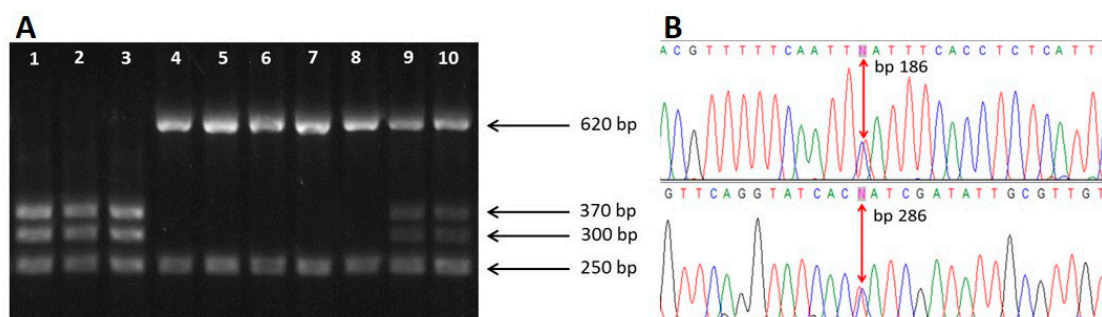 A
1 2 3 4 5 6 7 8 9 10
620 bp
370 bp
300 bp
250 bp
B
A C G T T T T T C A A T T N A T T T C A C C T C T C A T T
bp 186
G T T C A G G T A T C A C N A T C G A T A T T G C G T T G T
bp 286